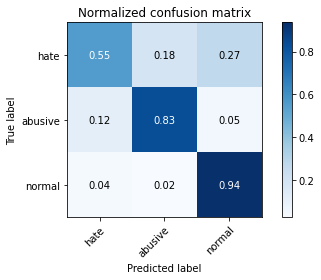 Normalized confusion matrix
True label
hate
0.55 0.18 0.27
abusive
0.12 0.83 0.05
normal
0.04 0.02 0.94
hate
abusive
normal
Predicted label
0.8
0.6
0.4
0.2